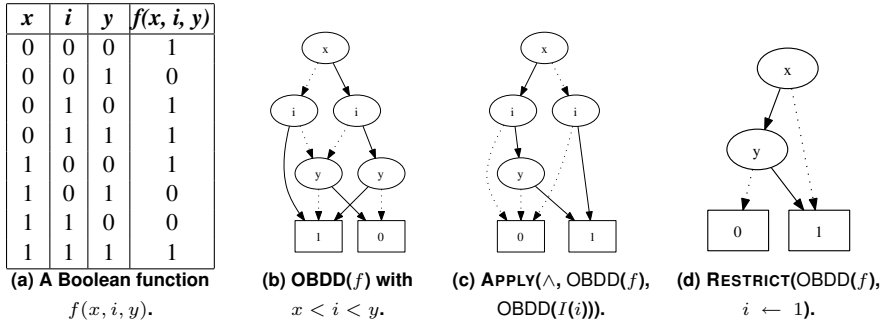 x i y f(x, i, y)
0 0 0 1
0 0 1 0
0 1 0 1
0 1 1 1
1 0 0 1
1 0 1 0
1 1 0 0
1 1 1 1
(a) A Boolean function
f(x, i, y).
x
i i
y y
1 0
(b) OBDD(f) with
x < i < y.
x
i i
y
0 1
(c) APPLY(∧, OBDD(f),
OBDD(I(i))).
x
y
0 1
(d) RESTRICT(OBDD(f),
i ← 1).